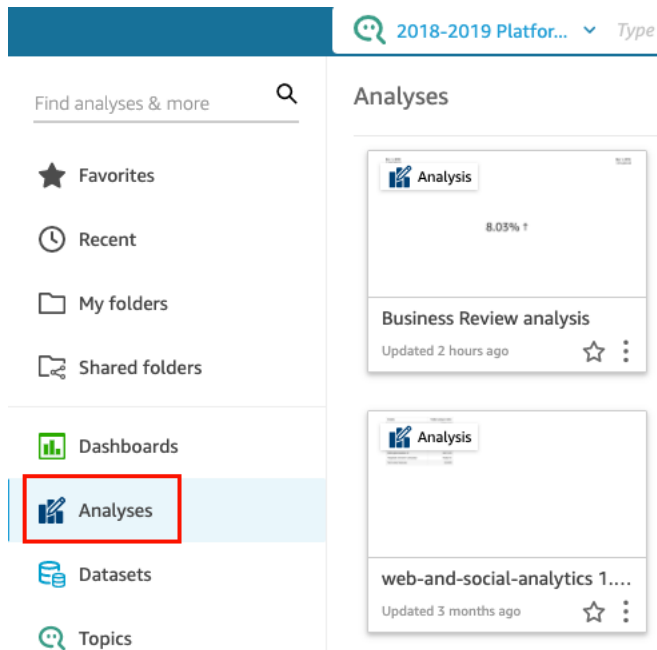 2018-2019 Platfor... Type
Find analyses & more
Analyses
Favorites
Recent
My folders
Shared folders
Dashboards
Analyses
Datasets
Topics
Analysis
8.03% ↑
Business Review analysis
Updated 2 hours ago
Analysis
web-and-social-analytics 1....
Updated 3 months ago